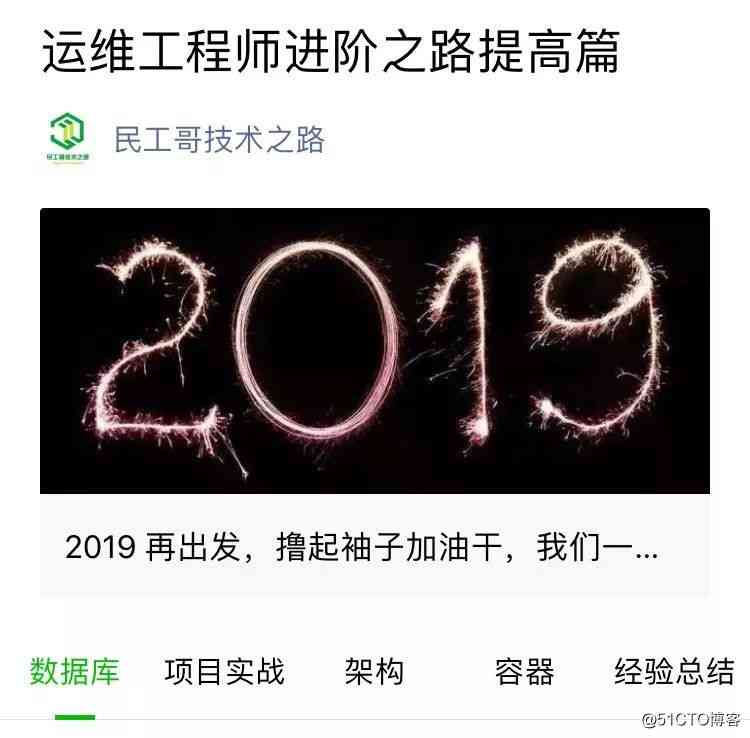 运维工程师进阶之路提高篇
民工哥技术之路
民工哥技术之路
2019
2019 再出发，撸起袖子加油干，我们一...
数据库 项目实战 架构 容器 经验总结
@51CTO博客